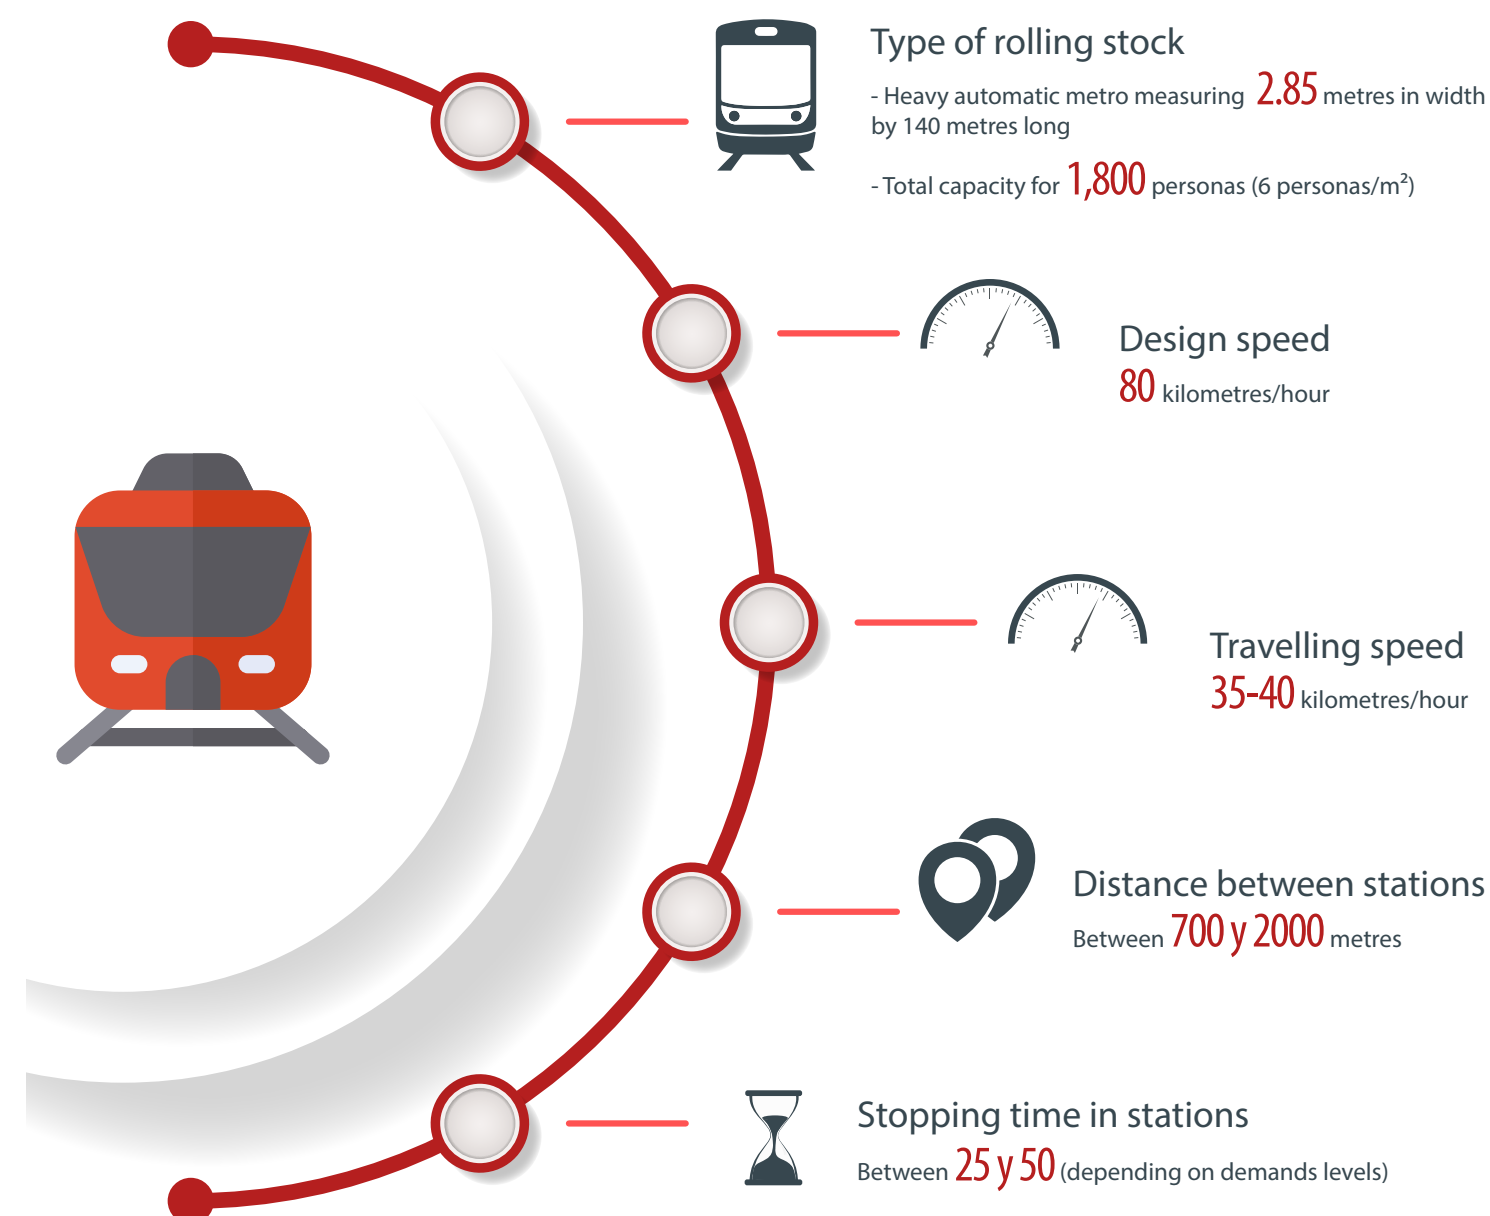 Type of rolling stock
- Heavy automatic metro measuring 2.85 metres in width
by 140 metres long
- Total capacity for 1,800 personas (6 personas/m²)
Design speed
80 kilometres/hour
Travelling speed
35-40 kilometres/hour
Distance between stations
Between 700 y 2000 metres
Stopping time in stations
Between 25 y 50 (depending on demands levels)